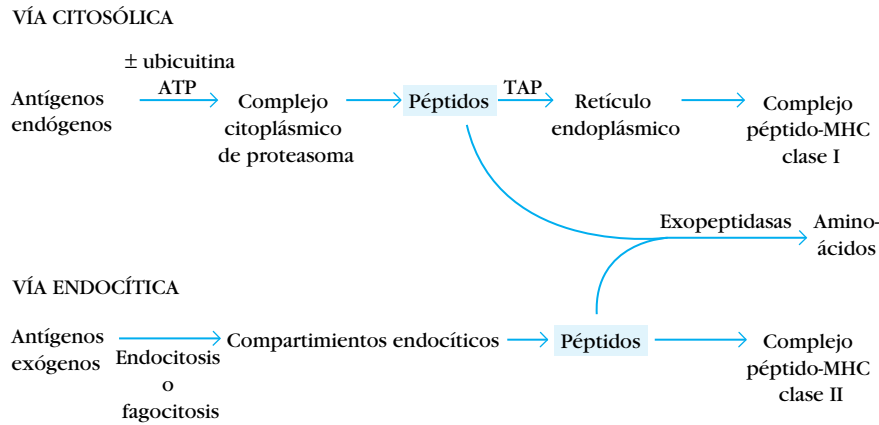 VÍA CITOSÓLICA
± ubicuitina
ATP
Antígenos
endógenos
Complejo
citoplásmico
de proteasoma
Péptidos
TAP
Retículo
endoplásmico
Complejo
péptido-MHC
clase I
Exopeptidasas
Amino-
ácidos
VÍA ENDOCÍTICA
Antígenos
exógenos
Endocitosis
o
fagocitosis
Compartimientos endocíticos
Péptidos
Complejo
péptido-MHC
clase II